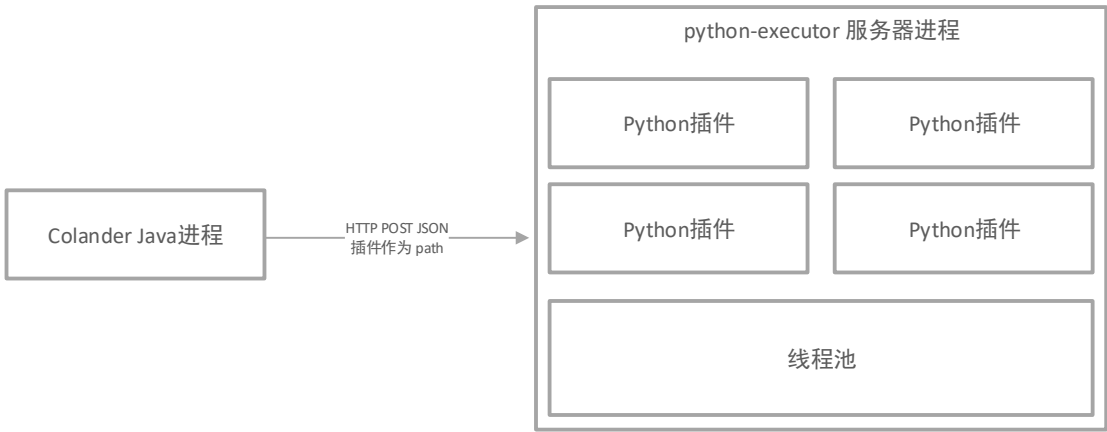 python-executor 服务器进程
Python插件
Python插件
Colander Java进程
HTTP POST JSON
插件作为 path
Python插件
Python插件
线程池